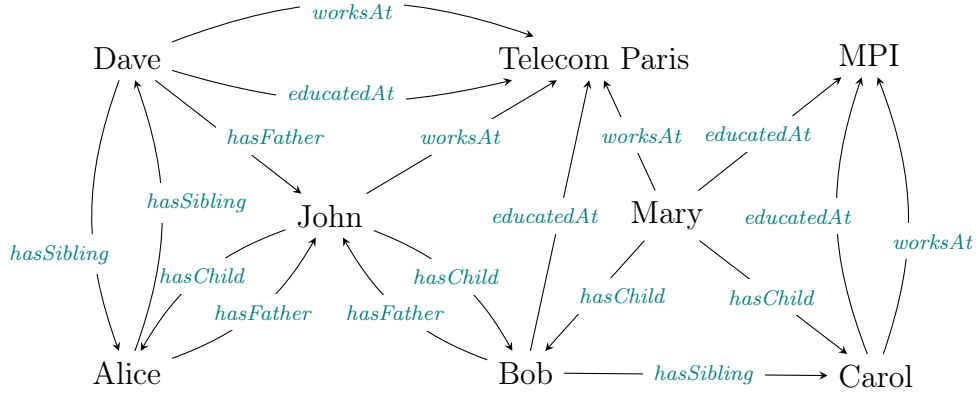 worksAt
Dave
Telecom Paris
MPI
educatedAt
hasFather
worksAt
worksAt
educatedAt
hasSibling
John
Mary
educatedAt
educatedAt
hasSibling
worksAt
hasChild
hasChild
hasChild
hasChild
hasFather
hasFather
Alice
Bob
hasSibling
Carol